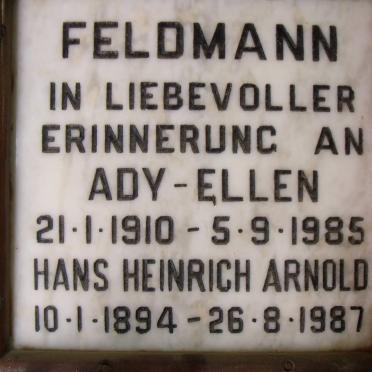 FELDMANN
IN LIEBEVOLLER
ERINNERUNG AN
ADY-ELLEN
21·1·1910 - 5·9·1985
HANS HEINRICH ARNOLD
10·1·1894 - 26·8·1987